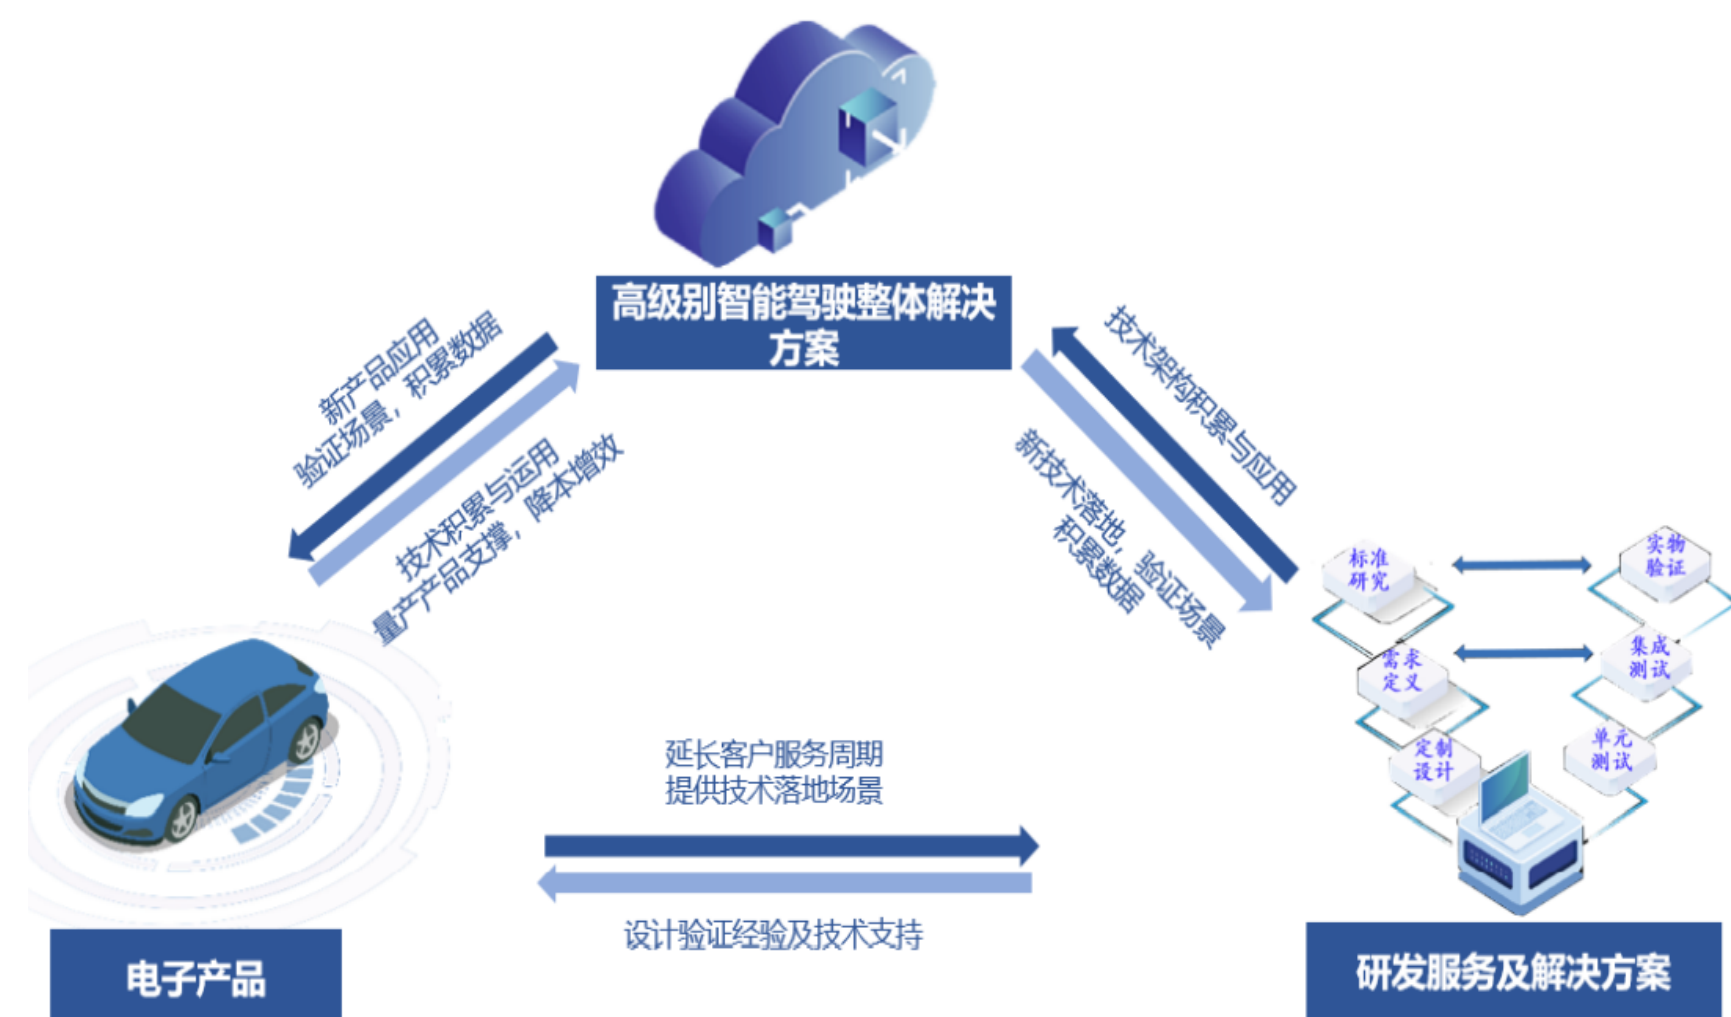 高级别智能驾驶整体解决
方案
新产品应用
验证场景，积累数据
技术积累与运用
量产产品支撑，降本增效
技术架构积累与应用
新技术落地，验证场景
积累数据
标准
研究
实物
验证
需求
定义
集成
测试
定制
设计
单元
测试
延长客户服务周期
提供技术落地场景
设计验证经验及技术支持
电子产品
研发服务及解决方案